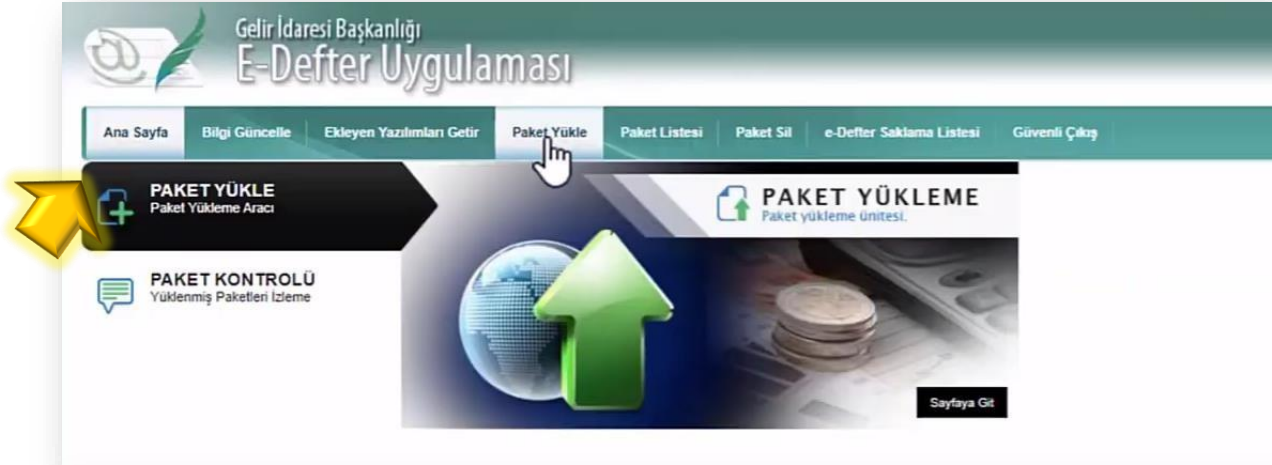 Gelir İdaresi Başkanlığı
E-Defter Uygulaması
Ana Sayfa Bilgi Güncelle Ekleyen Yazılımları Getir Paket Yükle Paket Listesi Paket Sil e-Defter Saklama Listesi Güvenli Çıkış
PAKET YÜKLE
Paket Yükleme Aracı
PAKET YÜKLEME
Paket yükleme ünitesi.
PAKET KONTROLÜ
Yüklenmiş Paketleri İzleme
Sayfaya Git